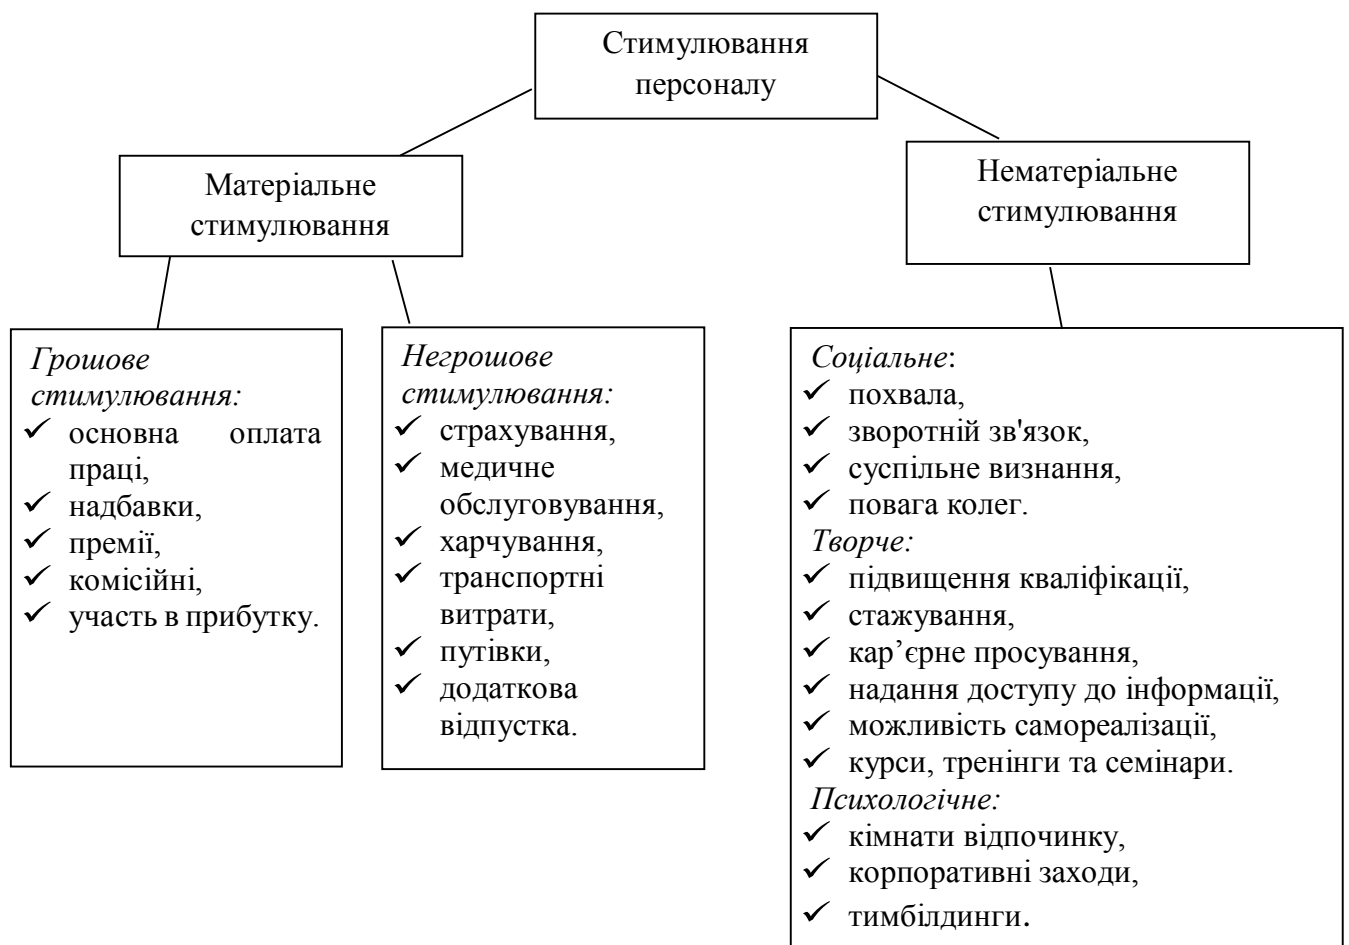 Стимулювання
персоналу
Матеріальне
стимулювання
Нематеріальне
стимулювання
Грошове
стимулювання:
✓ основна оплата
праці,
✓ надбавки,
✓ премії,
✓ комісійні,
✓ участь в прибутку.
Негрошове
стимулювання:
✓ страхування,
✓ медичне
обслуговування,
✓ харчування,
✓ транспортні
витрати,
✓ путівки,
✓ додаткова
відпустка.
Соціальне:
✓ похвала,
✓ зворотній зв'язок,
✓ суспільне визнання,
✓ повага колег.
Творче:
✓ підвищення кваліфікації,
✓ стажування,
✓ кар’єрне просування,
✓ надання доступу до інформації,
✓ можливість самореалізації,
✓ курси, тренінги та семінари.
Психологічне:
✓ кімнати відпочинку,
✓ корпоративні заходи,
✓ тимбілдинги.